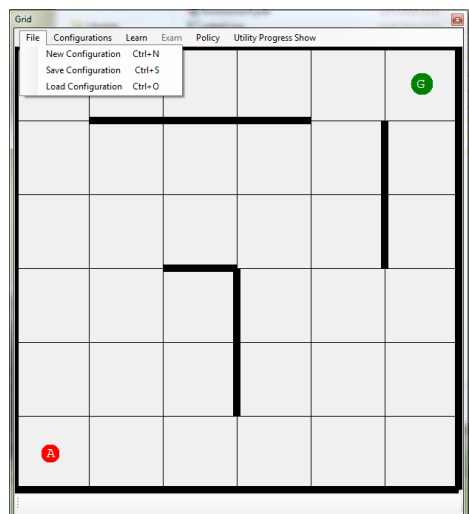 Grid
File Configurations Learn Exam Policy Utility Progress Show
New Configuration Ctrl+N
Save Configuration Ctrl+S
Load Configuration Ctrl+O
G
A